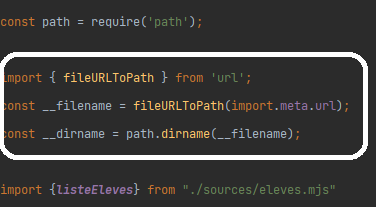 const path = require('path');
import { fileURLToPath } from 'url';
const __filename = fileURLToPath(import.meta.url);
const __dirname = path.dirname(__filename);
import {listeEleves} from "./sources/eleves.mjs"